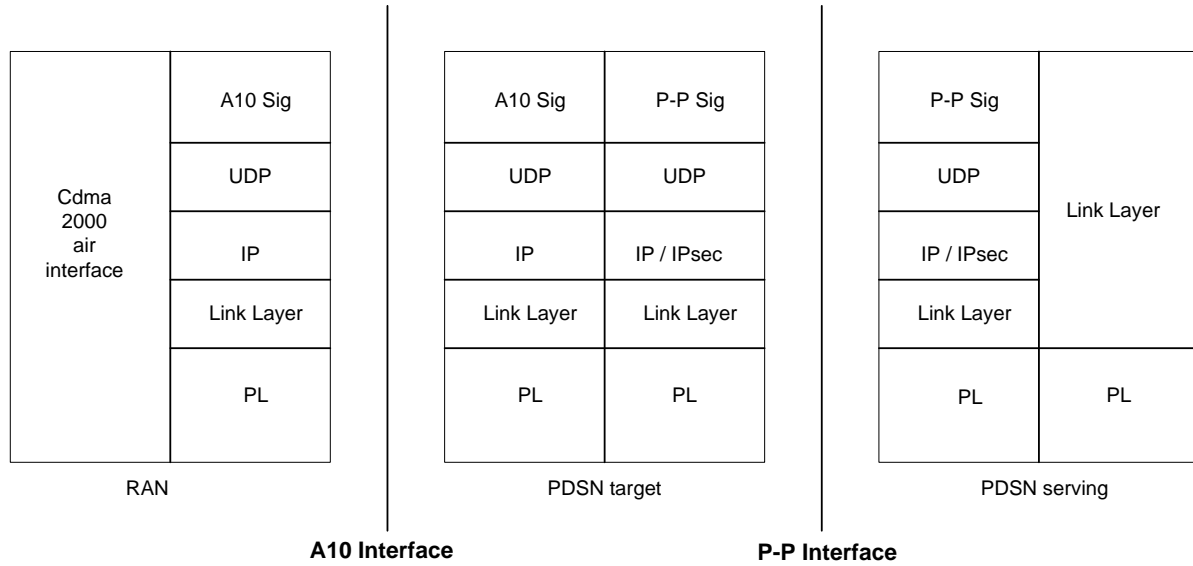 Cdma
2000
air
interface
A10 Sig
UDP
IP
Link Layer
PL
RAN
A10 Sig
P-P Sig
UDP
UDP
IP
IP / IPsec
Link Layer
Link Layer
PL
PL
PDSN target
P-P Sig
UDP
IP / IPsec
Link Layer
PL
Link Layer
PL
PDSN serving
A10 Interface
P-P Interface